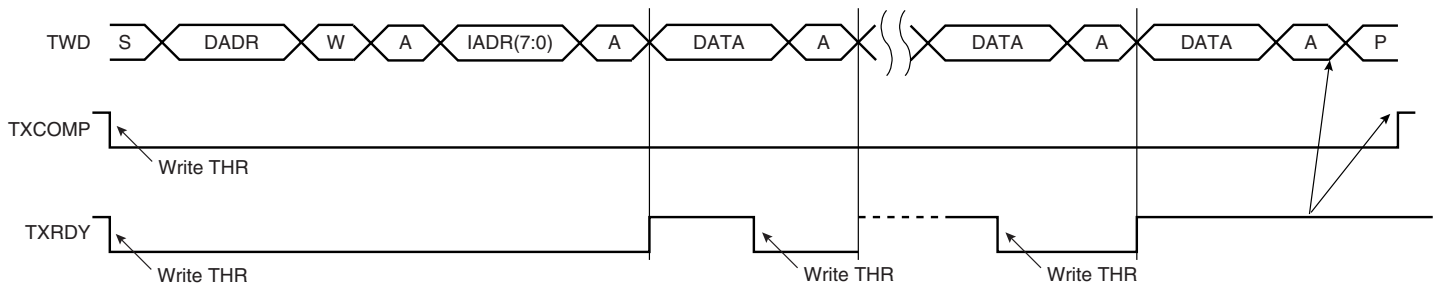 TWD S DADR W A IADR(7:0) A DATA A DATA A DATA A P
TXCOMP
Write THR
TXRDY
Write THR Write THR Write THR